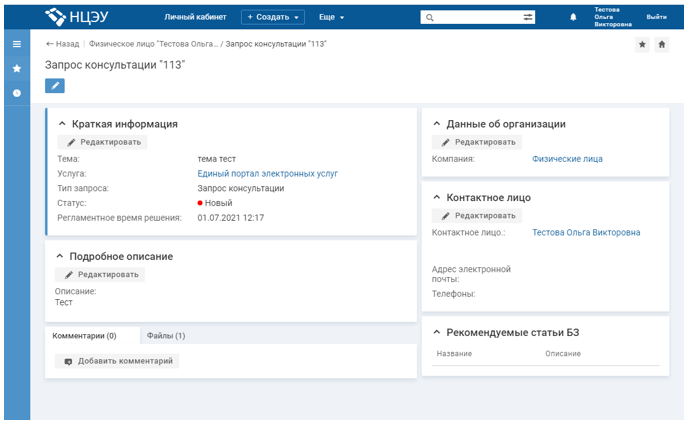 НЦЭУ
Личный кабинет
+ Создать
Еще
Тестова
Ольга
Викторовна
Выйти
← Назад | Физическое лицо "Тестова Ольга... / Запрос консультации "113"
Запрос консультации "113"
Краткая информация
Редактировать
Тема: тема тест
Услуга: Единый портал электронных услуг
Тип запроса: Запрос консультации
Статус: Новый
Регламентное время решения: 01.07.2021 12:17
Подробное описание
Редактировать
Описание:
Тест
Комментарии (0) Файлы (1)
Добавить комментарий
Данные об организации
Редактировать
Компания: Физические лица
Контактное лицо
Редактировать
Контактное лицо.: Тестова Ольга Викторовна
Адрес электронной
почты:
Телефоны:
Рекомендуемые статьи БЗ
Название Описание